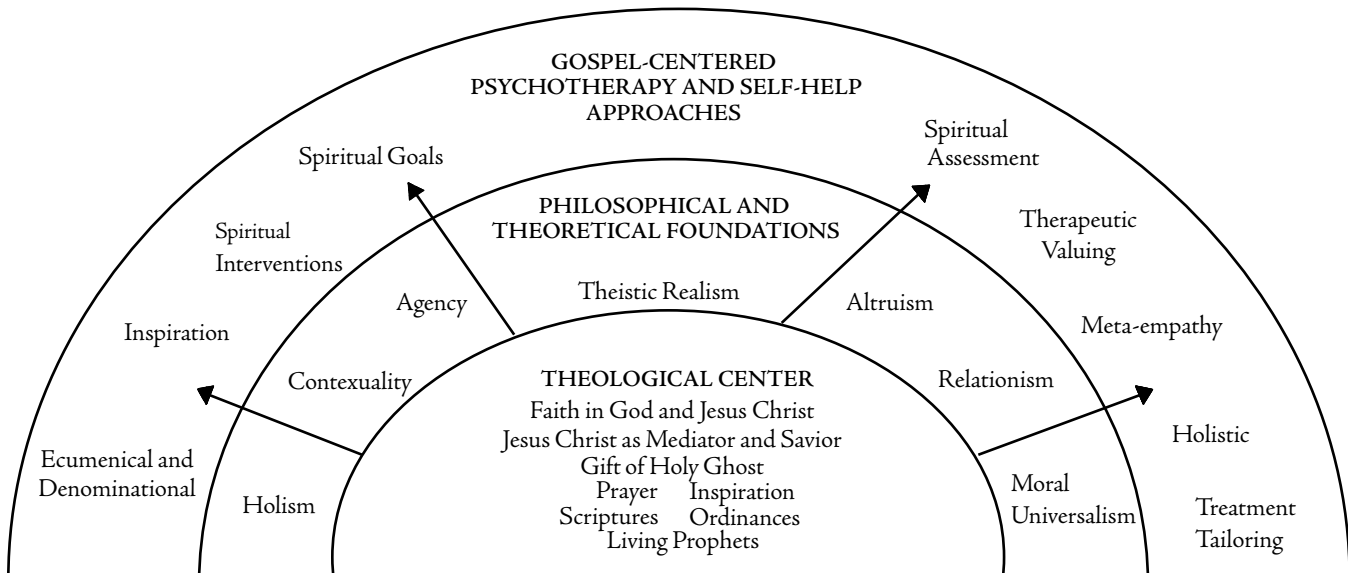 GOSPEL-CENTERED
PSYCHOTHERAPY AND SELF-HELP
APPROACHES
Spiritual Goals
Spiritual
Assessment
Spiritual
Interventions
Therapeutic
Valuing
Inspiration
Meta-empathy
Ecumenical and
Denominational
Holistic
Treatment
Tailoring
PHILOSOPHICAL AND
THEORETICAL FOUNDATIONS
Theistic Realism
Agency
Altruism
Contexuality
Relationism
Holism
Moral
Universalism
THEOLOGICAL CENTER
Faith in God and Jesus Christ
Jesus Christ as Mediator and Savior
Gift of Holy Ghost
Prayer Inspiration
Scriptures Ordinances
Living Prophets